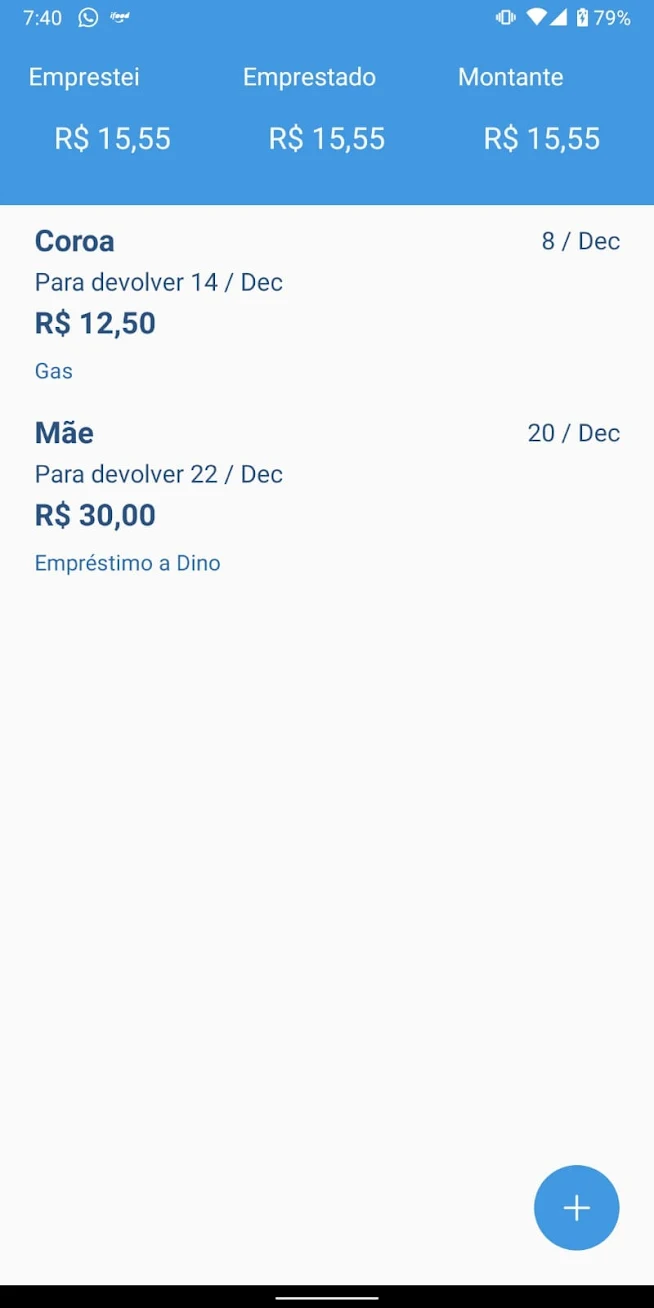 7:40 ifood 79%
Emprestei Emprestado Montante
R$ 15,55 R$ 15,55 R$ 15,55
Coroa 8 / Dec
Para devolver 14 / Dec
R$ 12,50
Gas
Mãe 20 / Dec
Para devolver 22 / Dec
R$ 30,00
Empréstimo a Dino